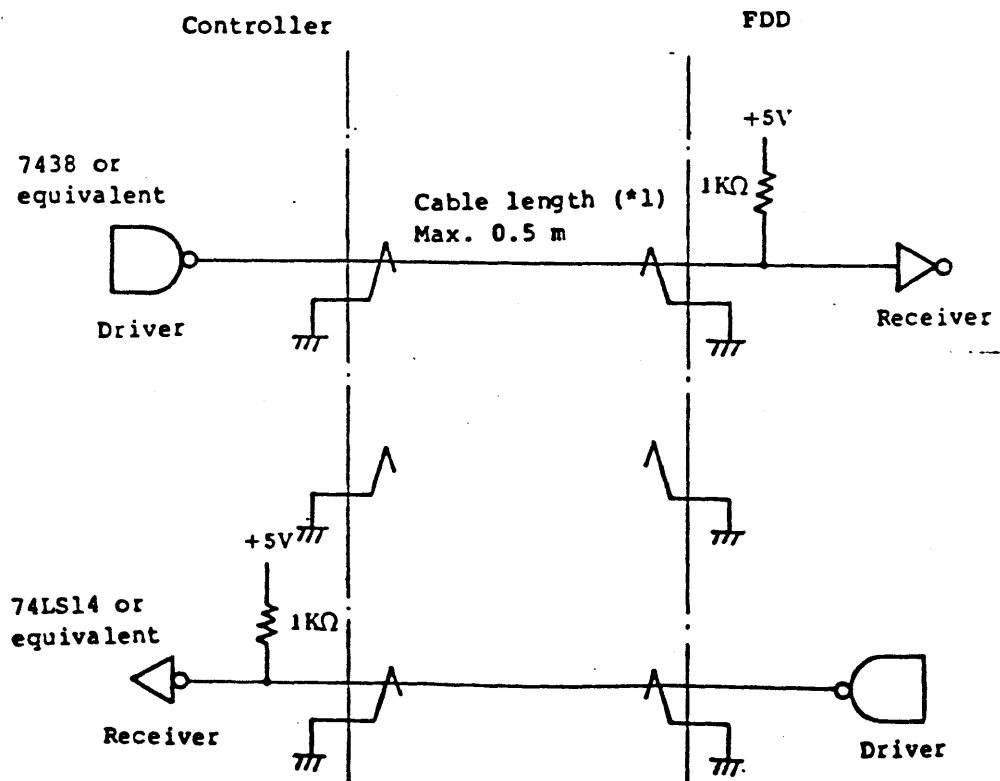 Controller
FDD
+5V
7438 or
equivalent
1KΩ
Cable length (*1)
Max. 0.5 m
Driver
Receiver
+5V
74LS14 or
equivalent
1KΩ
Receiver
Driver